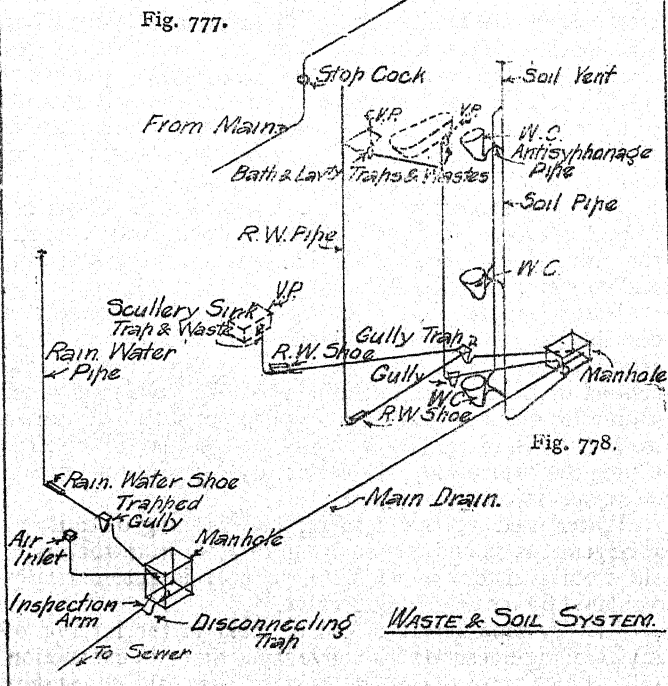 Fig. 777.
Stop Cock
From Main
V.P.
V.P.
Soil Vent
W.C.
Antisyphonage
Pipe
Bath & Lavty Traps & Wastes
Soil Pipe
R.W. Pipe
W.C.
V.P.
Scullery Sink
Trap & Waste
Rain Water
Pipe
Gully Trap
R.W. Shoe
Gully
Manhole
W.C.
R.W. Shoe
Fig. 778.
Rain Water Shoe
Trapped
Gully
Main Drain.
Air
Inlet
Manhole
Inspection
Arm
Disconnecting
Trap
WASTE & SOIL SYSTEM.
To Sewer